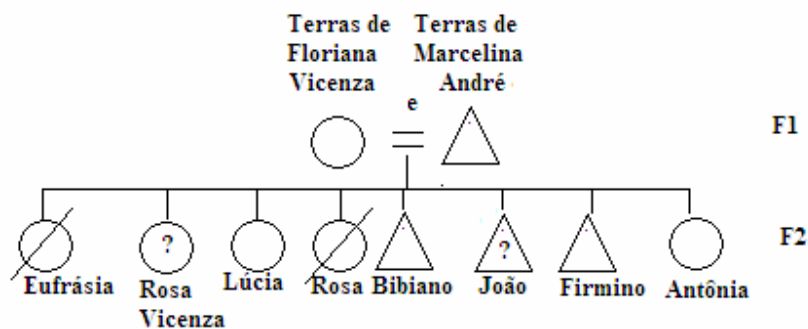 Terras de Terras de
Floriana Marcelina
Vicenza André
e
F1
? ? F2
Eufrásia Rosa Lúcia Rosa Bibiano João Firmino Antônia
Vicenza